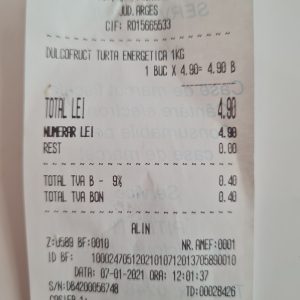 JUD.ARGES
CIF: RO15665533
DULCOFRUCT TURTA ENERGETICA 1KG
1 BUC X 4.90= 4.90 B
TOTAL LEI 4.90
NUMERAR LEI 4.90
REST 0.00
TOTAL TVA B - 9% 0.40
TOTAL TVA BON 0.40
ALIN
Z:0589 BF:0010 NR.AMEF:0001
ID BF: 10002470512021010712013705890010
DATA: 07-01-2021 ORA: 12:01:37
S/N:DB4200056748 TD:00028426